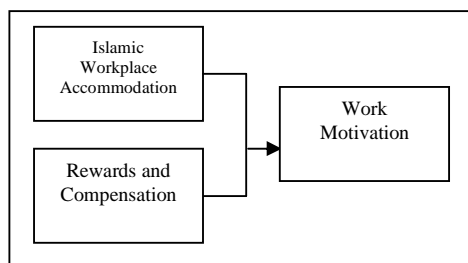 Islamic
Workplace
Accommodation
Work
Motivation
Rewards and
Compensation